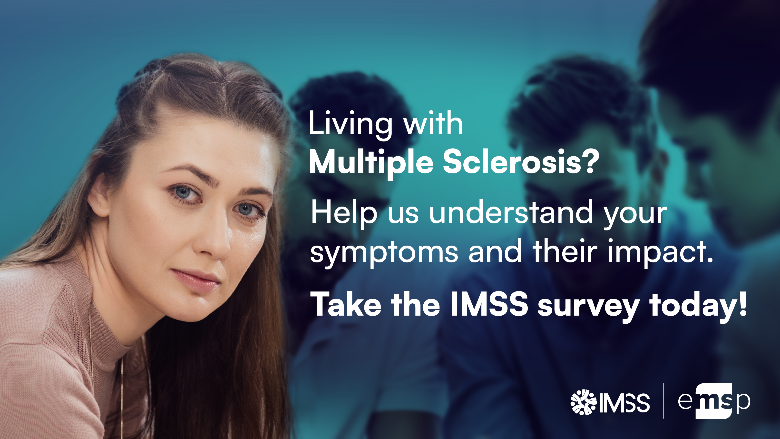 Living with
Multiple Sclerosis?
Help us understand your
symptoms and their impact.
Take the IMSS survey today!
IMSS
emsp